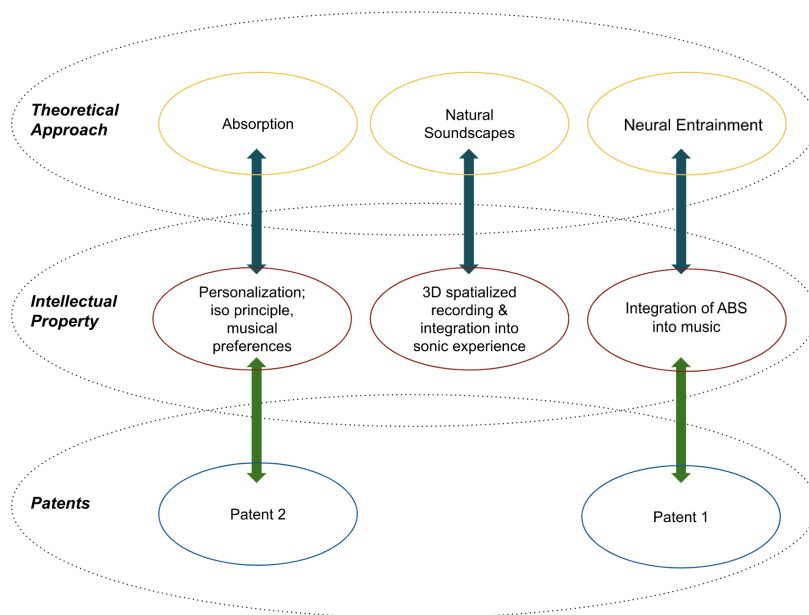 Theoretical
Approach
Absorption
Natural
Soundscapes
Neural Entrainment
Intellectual
Property
Personalization;
iso principle,
musical
preferences
3D spatialized
recording &
integration into
sonic experience
Integration of ABS
into music
Patents
Patent 2
Patent 1